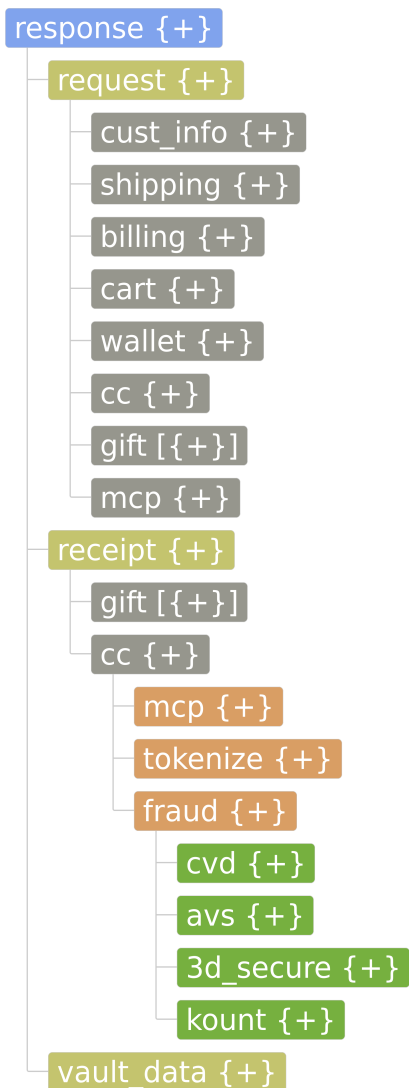 response {+}
request {+}
cust_info {+}
shipping {+}
billing {+}
cart {+}
wallet {+}
cc {+}
gift [{+}]
mcp {+}
receipt {+}
gift [{+}]
cc {+}
mcp {+}
tokenize {+}
fraud {+}
cvd {+}
avs {+}
3d_secure {+}
kount {+}
vault_data {+}